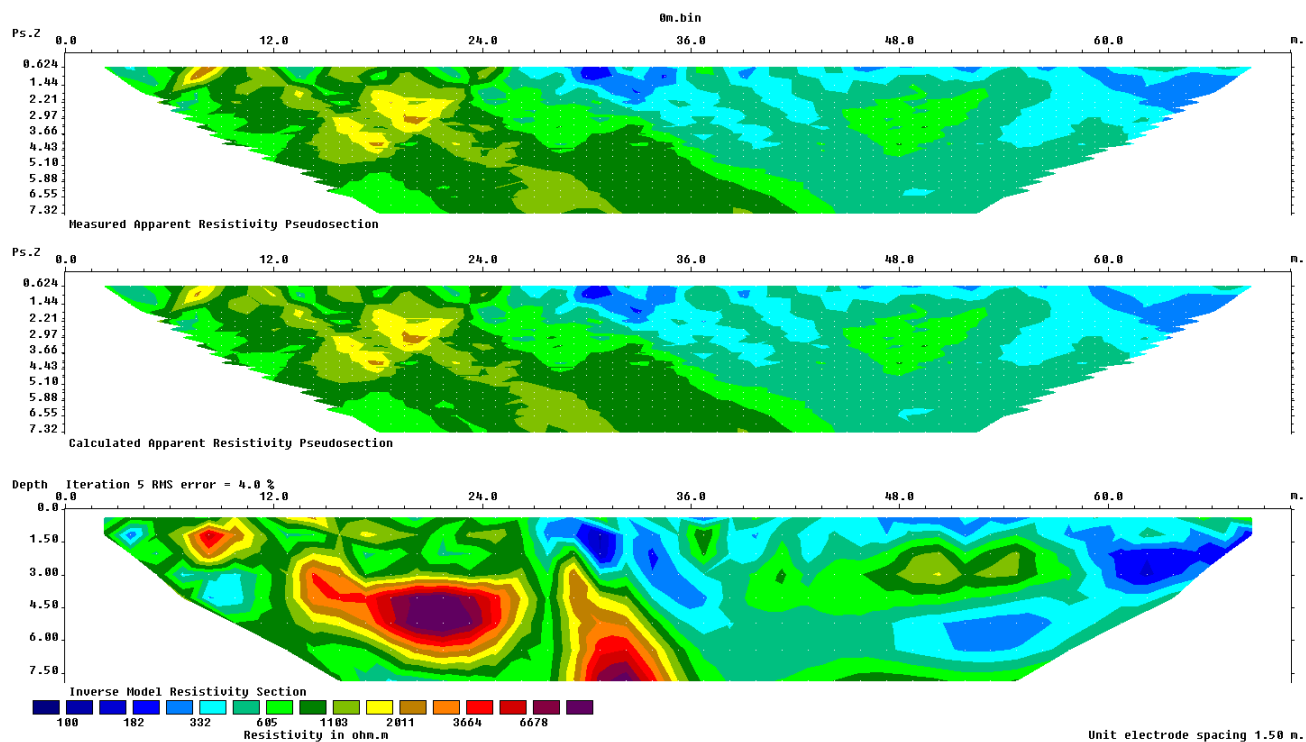 0m.bin
Ps.Z 0.0 12.0 24.0 36.0 48.0 60.0 m.
0.624
1.44
2.21
2.97
3.66
4.43
5.10
5.88
6.55
7.32
Measured Apparent Resistivity Pseudosection
Ps.Z 0.0 12.0 24.0 36.0 48.0 60.0 m.
0.624
1.44
2.21
2.97
3.66
4.43
5.10
5.88
6.55
7.32
Calculated Apparent Resistivity Pseudosection
Depth Iteration 5 RMS error = 4.0 %
0.0 12.0 24.0 36.0 48.0 60.0 m.
0.0
1.50
3.00
4.50
6.00
7.50
Inverse Model Resistivity Section
100 182 332 605 1103 2011 3664 6678
Resistivity in ohm.m
Unit electrode spacing 1.50 m.